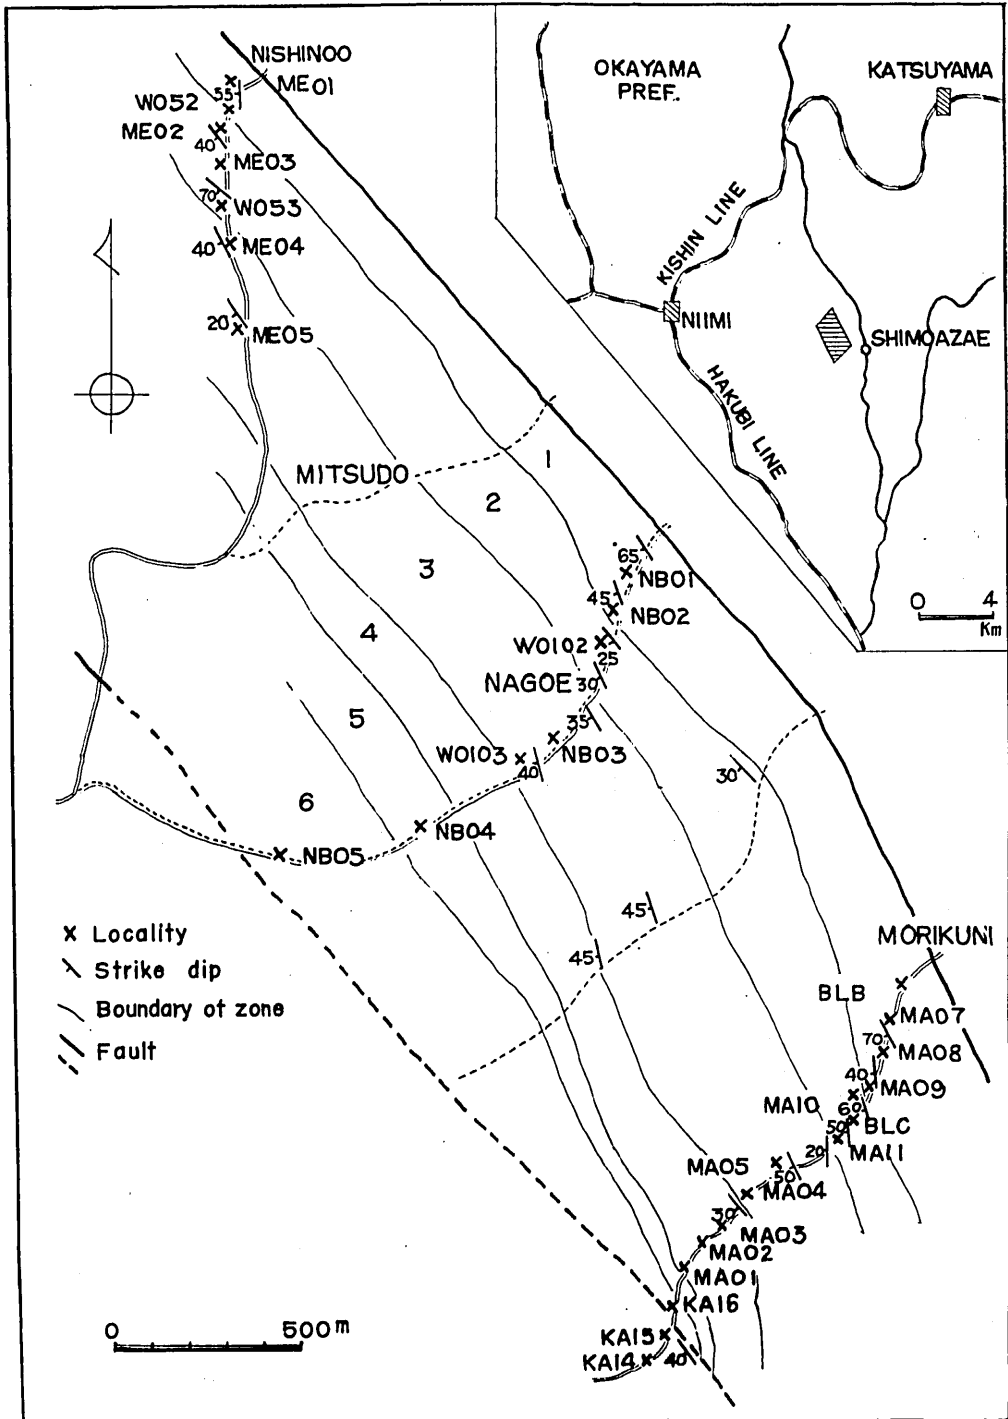 NISHINOO
ME01
55
W052
ME02
40
ME03
70
W053
40
ME04
20
ME05
OKAYAMA
PREF.
KATSUYAMA
KISHIN LINE
NIIMI
SHIMOAZAE
HAKUBI LINE
0 4
Km
MITSUDO
1
2
3
4
5
6
65
NB01
45
NB02
W0102
25
NAGOE
30
35
NB03
W0103
40
NB04
NB05
30
45
45
MORIKUNI
BLB
MA07
70
MA08
40
MA09
MA10
60
BLC
50
MA11
20
MA05
50
MA04
30
MA03
MA02
MA01
KA16
KA15
KA14
40
x Locality
Strike dip
Boundary of zone
Fault
0 500 m